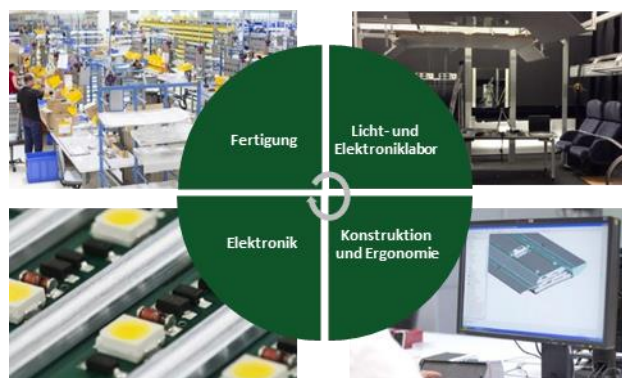 Fertigung
Licht- und
Elektroniklabor
Elektronik
Konstruktion
und Ergonomie